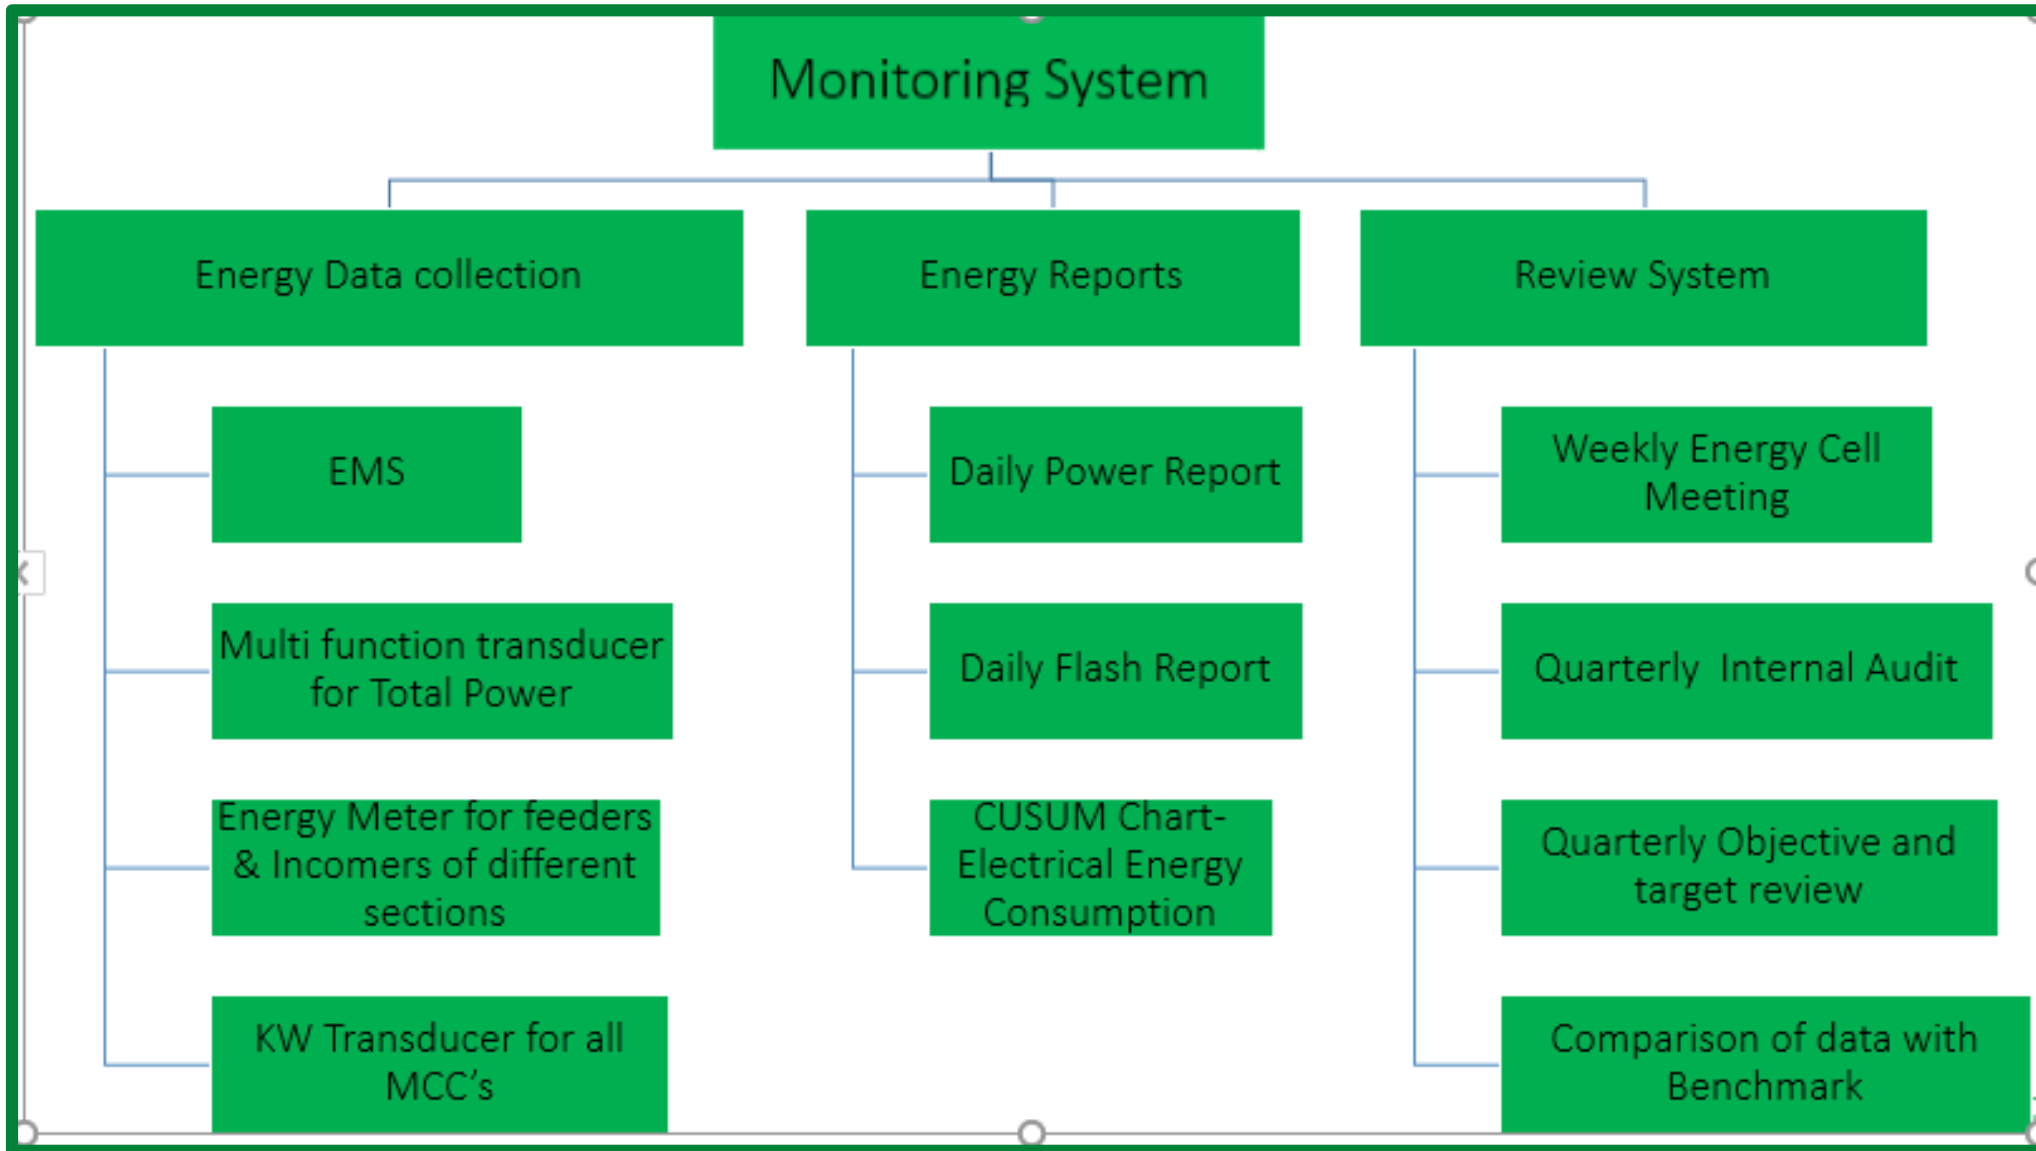 Monitoring System
Energy Data collection
Energy Reports
Review System
EMS
Daily Power Report
Weekly Energy Cell
Meeting
Multi function transducer
for Total Power
Daily Flash Report
Quarterly  Internal Audit
Energy Meter for feeders
& Incomers of different
sections
CUSUM Chart-
Electrical Energy
Consumption
Quarterly Objective and
target review
KW Transducer for all
MCC’s
Comparison of data with
Benchmark